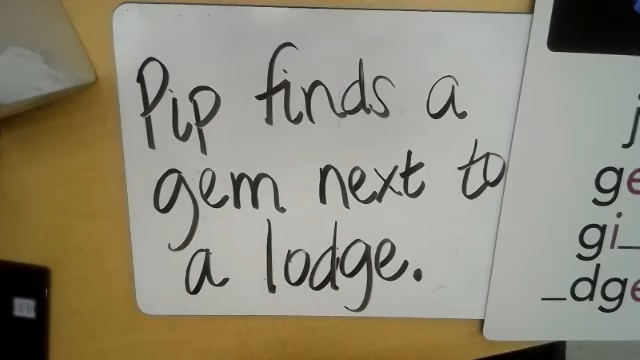 Pip finds a
gem next to
a lodge.
j
ge
gi_
_dge